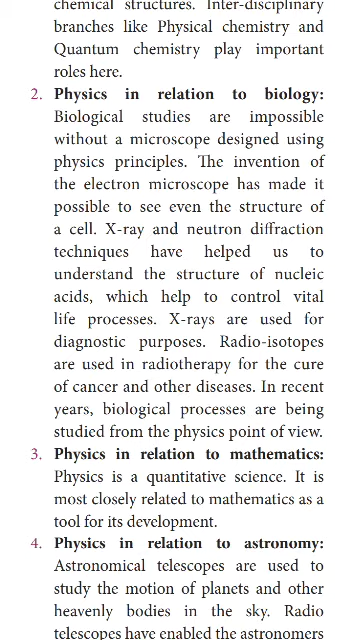 chemical structures. Inter-disciplinary
branches like Physical chemistry and
Quantum chemistry play important
roles here.
2. Physics in relation to biology:
Biological studies are impossible
without a microscope designed using
physics principles. The invention of
the electron microscope has made it
possible to see even the structure of
a cell. X-ray and neutron diffraction
techniques have helped us to
understand the structure of nucleic
acids, which help to control vital
life processes. X-rays are used for
diagnostic purposes. Radio-isotopes
are used in radiotherapy for the cure
of cancer and other diseases. In recent
years, biological processes are being
studied from the physics point of view.
3. Physics in relation to mathematics:
Physics is a quantitative science. It is
most closely related to mathematics as a
tool for its development.
4. Physics in relation to astronomy:
Astronomical telescopes are used to
study the motion of planets and other
heavenly bodies in the sky. Radio
telescopes have enabled the astronomers